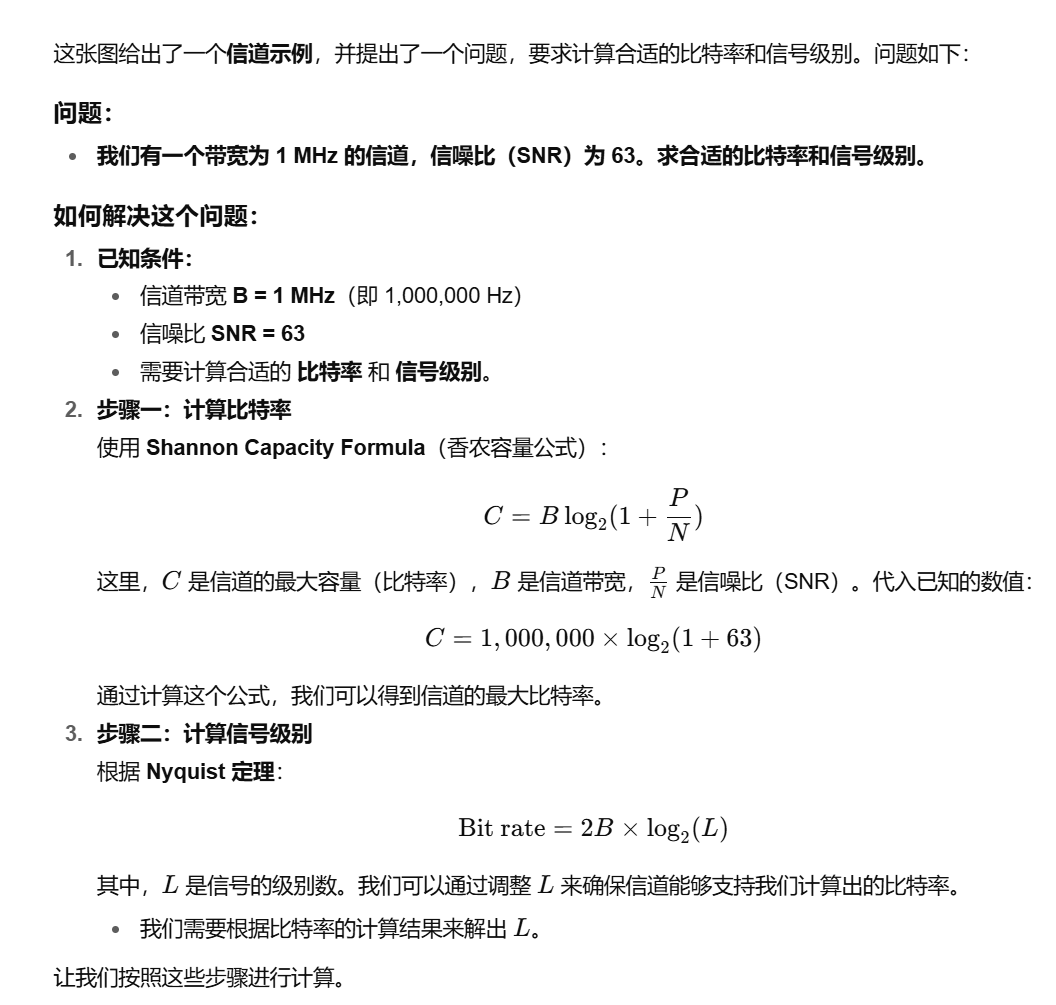 这张图给出了一个信道示例，并提出了一个问题，要求计算合适的比特率和信号级别。问题如下：
问题：
• 我们有一个带宽为 1 MHz 的信道，信噪比（SNR）为 63。求合适的比特率和信号级别。
如何解决这个问题：
1. 已知条件：
• 信道带宽 B = 1 MHz（即 1,000,000 Hz）
• 信噪比 SNR = 63
• 需要计算合适的 比特率 和 信号级别。
2. 步骤一：计算比特率
使用 Shannon Capacity Formula（香农容量公式）：
C = B log₂(1 + P/N)
这里，C 是信道的最大容量（比特率），B 是信道带宽，P/N 是信噪比（SNR）。代入已知的数值：
C = 1,000,000 × log₂(1 + 63)
通过计算这个公式，我们可以得到信道的最大比特率。
3. 步骤二：计算信号级别
根据 Nyquist 定理：
Bit rate = 2B × log₂(L)
其中，L 是信号的级别数。我们可以通过调整 L 来确保信道能够支持我们计算出的比特率。
• 我们需要根据比特率的计算结果来解出 L。
让我们按照这些步骤进行计算。